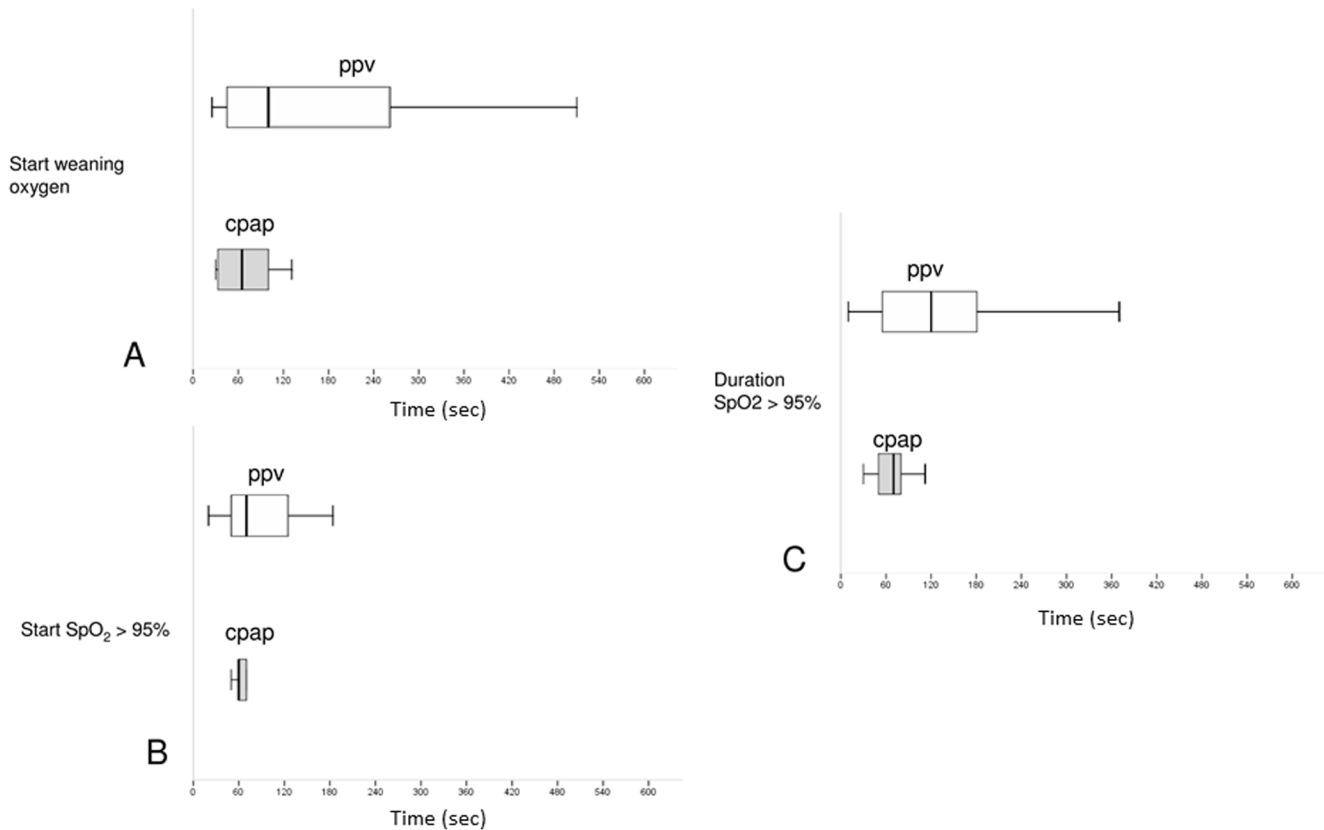 ppv
Start weaning
oxygen
cpap
A
0 60 120 180 240 300 360 420 480 540 600
Time (sec)
ppv
Start SpO₂ > 95%
cpap
B
0 60 120 180 240 300 360 420 480 540 600
Time (sec)
ppv
Duration
SpO2 > 95%
cpap
C
0 60 120 180 240 300 360 420 480 540 600
Time (sec)